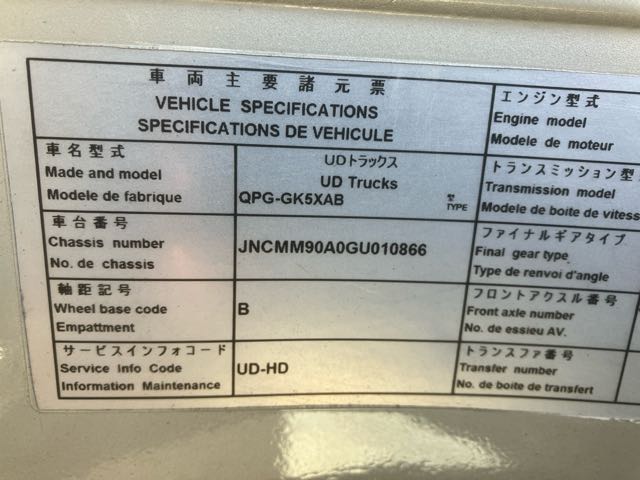 車両主要諸元票
VEHICLE SPECIFICATIONS
SPECIFICATIONS DE VEHICULE
車名型式
Made and model
Modele de fabrique
UDトラックス
UD Trucks
QPG-GK5XAB
型
TYPE
車台番号
Chassis number
No. de chassis
JNCMM90A0GU010866
軸距記号
Wheel base code
Empattment
B
サービスインフォコード
Service Info Code
Information Maintenance
UD-HD
エンジン型式
Engine model
Modele de moteur
トランスミッション型
Transmission model
Modele de boite de vitess
ファイナルギアタイプ
Final gear type
Type de renvoi d'angle
フロントアクスル番号
Front axle number
No. de essieu AV.
トランスファ番号
Transfer number
No. de boite de transfert